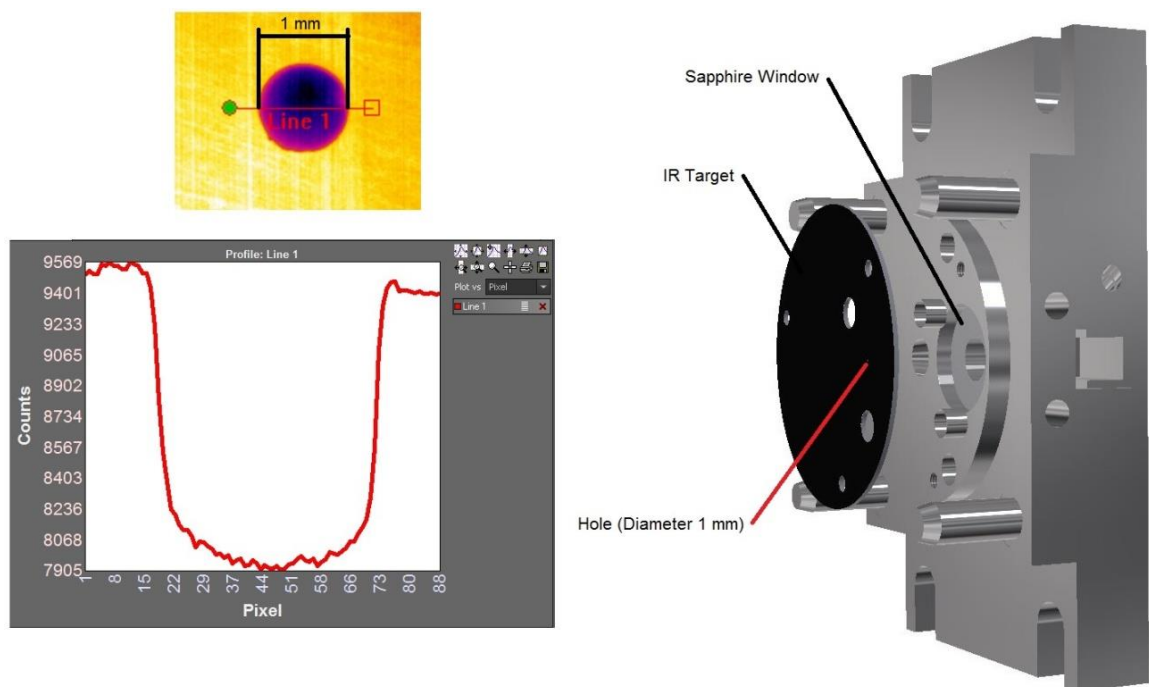 1 mm
Line 1
Profile: Line 1
Plot vs Pixel
Line 1
9569
9401
9233
9065
8902
8734
8567
8403
8236
8068
7905
Counts
1 8 15 22 29 37 44 51 58 66 73 80 88
Pixel
Sapphire Window
IR Target
Hole (Diameter 1 mm)